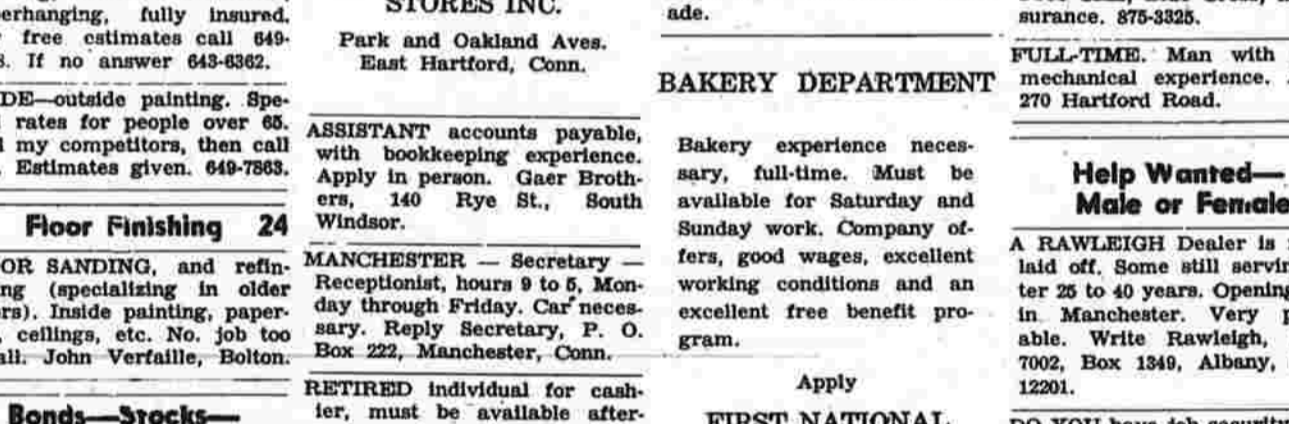 erhanging, fully insured.
free estimates call 649-
If no answer 643-6362.
DE—outside painting. Spe-
rates for people over 65.
my competitors, then call
Estimates given. 649-7863.
Floor Finishing 24
OR SANDING, and refin-
ng (specializing in older
rs). Inside painting, paper-
ceilings, etc. No. job too
all. John Verfaille, Bolton.
Bonds—Stocks—
STORES INC.
Park and Oakland Aves.
East Hartford, Conn.
ASSISTANT accounts payable,
with bookkeeping experience.
Apply in person. Gaer Broth-
ers, 140 Rye St., South
Windsor.
MANCHESTER — Secretary —
Receptionist, hours 9 to 5, Mon-
day through Friday. Car neces-
sary. Reply Secretary, P. O.
Box 222, Manchester, Conn.
RETIRED individual for cash-
ier, must be available after-
ade.
BAKERY DEPARTMENT
Bakery experience neces-
sary, full-time. Must be
available for Saturday and
Sunday work. Company of-
fers, good wages, excellent
working conditions and an
excellent free benefit pro-
gram.
Apply
FIRST NATIONAL
surance. 875-3325.
FULL-TIME. Man with
mechanical experience.
270 Hartford Road.
Help Wanted—
Male or Female
A RAWLEIGH Dealer is
laid off. Some still servin
ter 25 to 40 years. Opening
in Manchester. Very
able. Write Rawleigh,
7002, Box 1349, Albany,
12201.
DO YOU have job security